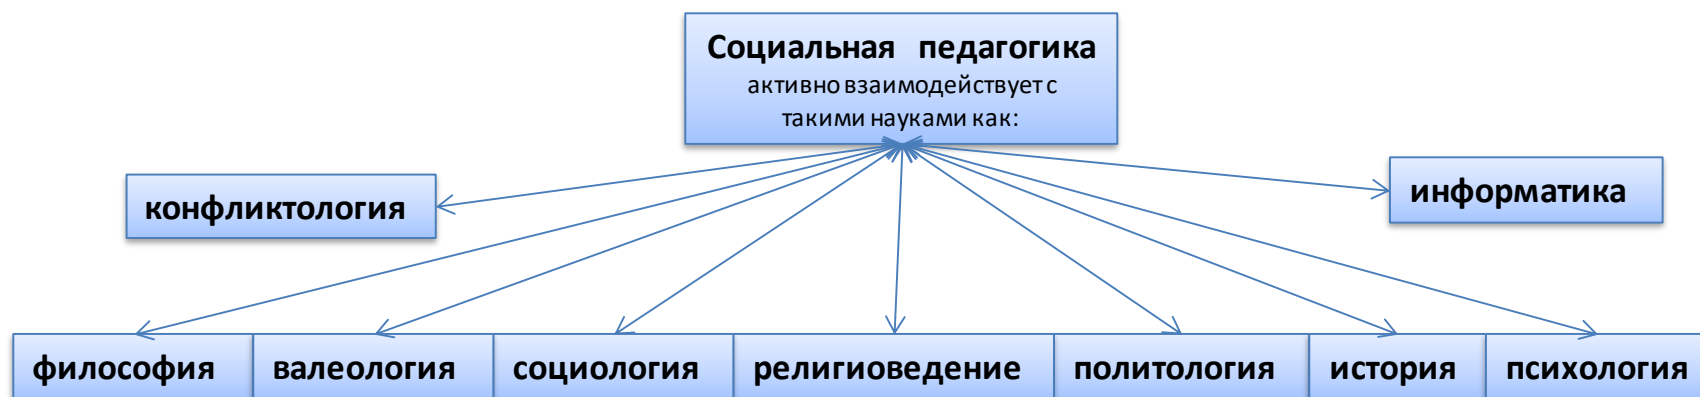 Социальная педагогика
активно взаимодействует с
такими науками как:
конфликтология
информатика
философия
валеология
социология
религиоведение
политология
история
психология